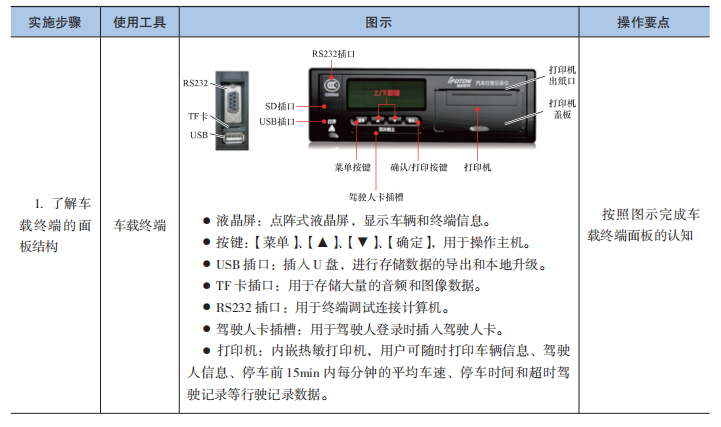 实施步骤
使用工具
图示
操作要点
1. 了解车
载终端的面
板结构
车载终端
RS232
TF卡
USB
RS232插口
SD插口
USB插口
上/下翻键
FOTON
汽车行驶记录仪
打印机
出纸口
打印机
盖板
菜单按键
确认/打印按键
打印机
驾驶人卡插槽
● 液晶屏：点阵式液晶屏，显示车辆和终端信息。
● 按键：【菜单】、【▲】、【▼】、【确定】，用于操作主机。
● USB 插口：插入 U 盘，进行存储数据的导出和本地升级。
● TF 卡插口：用于存储大量的音频和图像数据。
● RS232 插口：用于终端调试连接计算机。
● 驾驶人卡插槽：用于驾驶人登录时插入驾驶人卡。
● 打印机：内嵌热敏打印机，用户可随时打印车辆信息、驾驶
人信息、停车前 15min 内每分钟的平均车速、停车时间和超时驾
驶记录等行驶记录数据。
按照图示完成车
载终端面板的认知